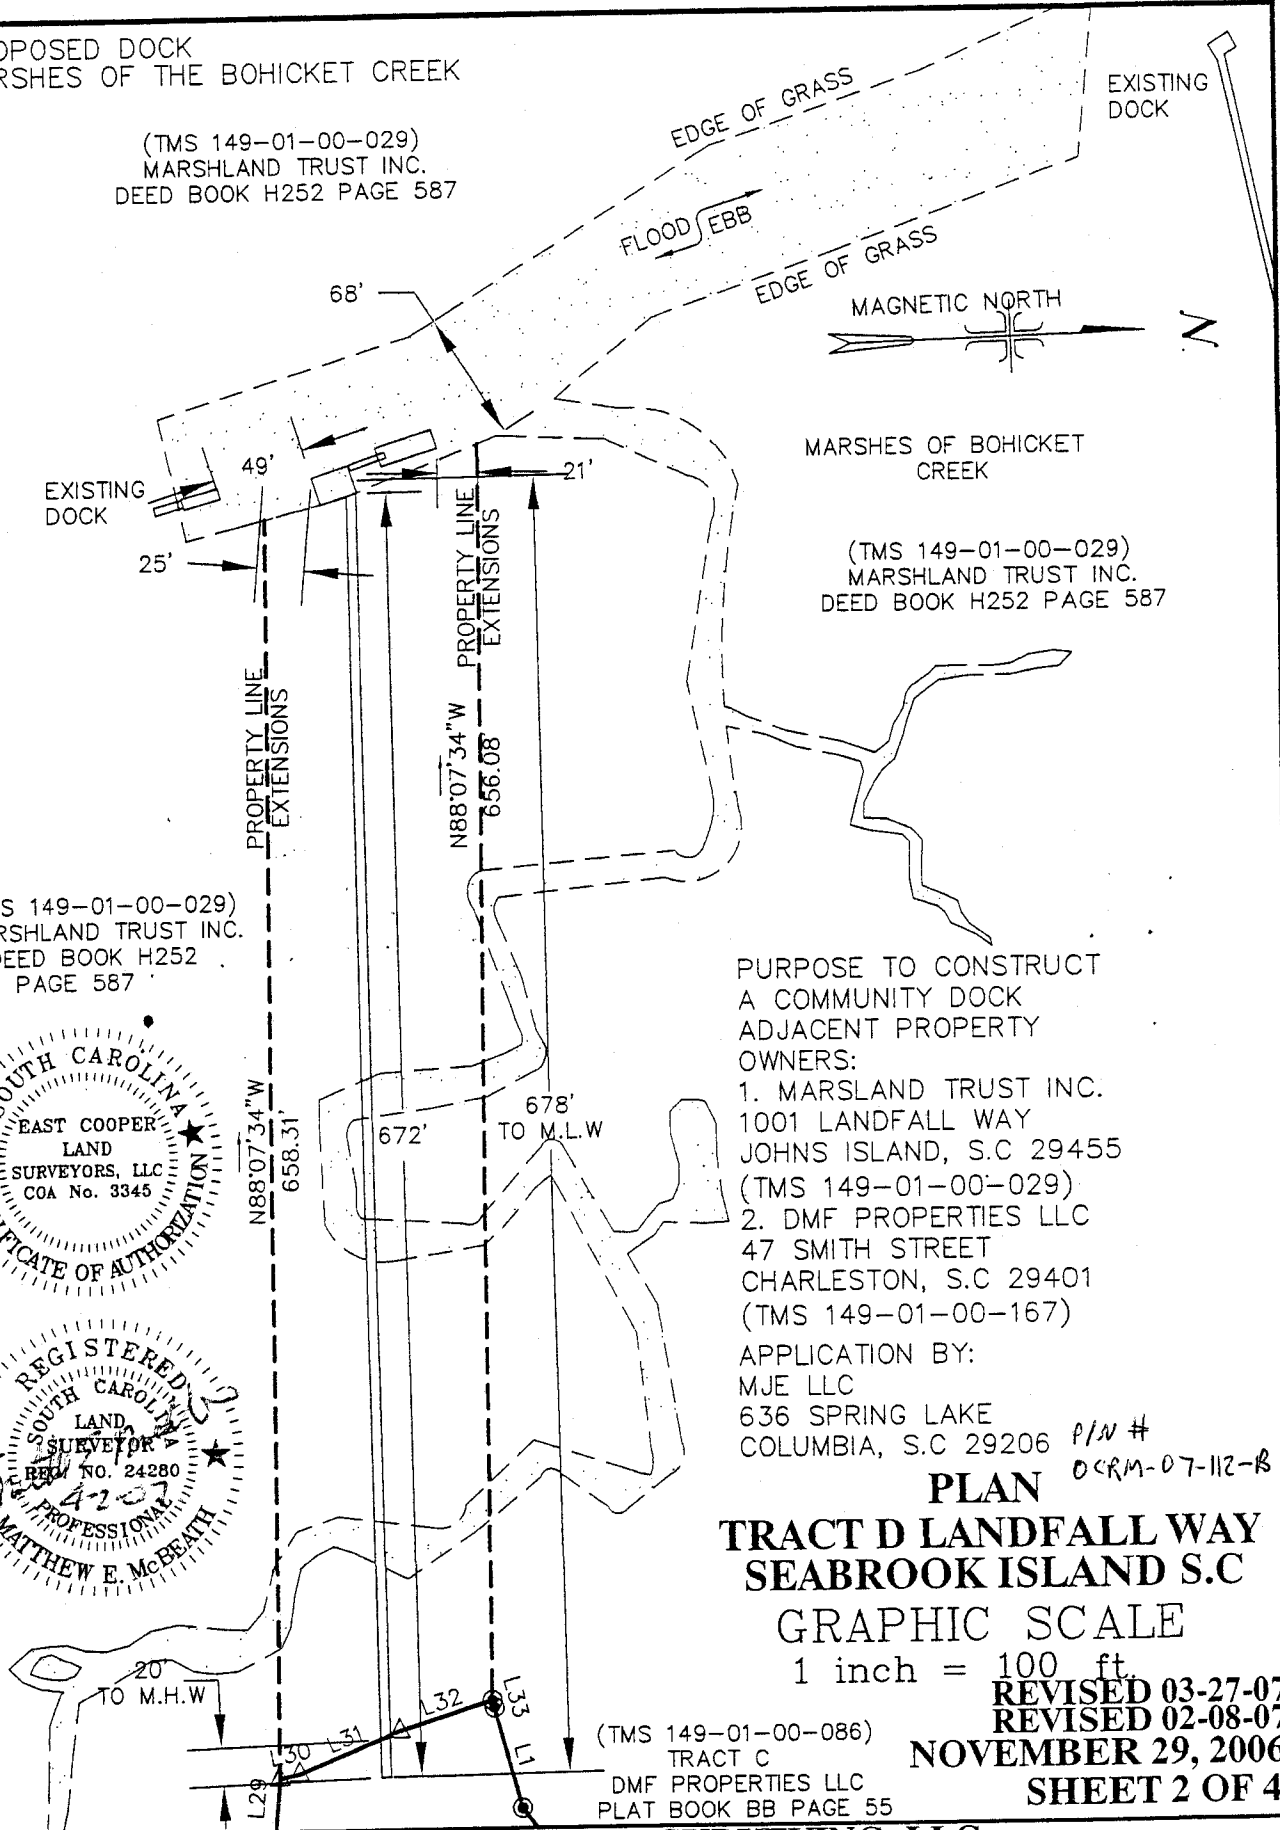 OPOSED DOCK
RSHES OF THE BOHICKET CREEK
(TMS 149-01-00-029)
MARSHLAND TRUST INC.
DEED BOOK H252 PAGE 587
EDGE OF GRASS
EXISTING
DOCK
FLOOD EBB
EDGE OF GRASS
68'
MAGNETIC NORTH
N
MARSHES OF BOHICKET
CREEK
49'
21'
EXISTING
DOCK
25'
(TMS 149-01-00-029)
MARSHLAND TRUST INC.
DEED BOOK H252 PAGE 587
PROPERTY LINE
EXTENSIONS
PROPERTY LINE
EXTENSIONS
N88°07'34"W
656.08
S 149-01-00-029)
RSHLAND TRUST INC.
EED BOOK H252
PAGE 587
SOUTH CAROLINA
EAST COOPER
LAND
SURVEYORS, LLC
COA No. 3345
FICATE OF AUTHORIZATION
N88°07'34"W
658.31'
672'
678'
TO M.L.W
PURPOSE TO CONSTRUCT
A COMMUNITY DOCK
ADJACENT PROPERTY
OWNERS:
1. MARSLAND TRUST INC.
1001 LANDFALL WAY
JOHNS ISLAND, S.C 29455
(TMS 149-01-00-029)
2. DMF PROPERTIES LLC
47 SMITH STREET
CHARLESTON, S.C 29401
(TMS 149-01-00-167)
APPLICATION BY:
MJE LLC
636 SPRING LAKE
COLUMBIA, S.C 29206
P/N #
OCRM-07-112-B
REGISTERED
SOUTH CAROLINA
LAND
SURVEYOR
REG. NO. 24280
4-2-07
PROFESSIONAL
MATTHEW E. McBEATH
PLAN
TRACT D LANDFALL WAY
SEABROOK ISLAND S.C
GRAPHIC SCALE
1 inch = 100 ft.
REVISED 03-27-07
REVISED 02-08-07
NOVEMBER 29, 2006
SHEET 2 OF 4
20'
TO M.H.W
L29
L30
L31
L32
L33
L1
(TMS 149-01-00-086)
TRACT C
DMF PROPERTIES LLC
PLAT BOOK BB PAGE 55